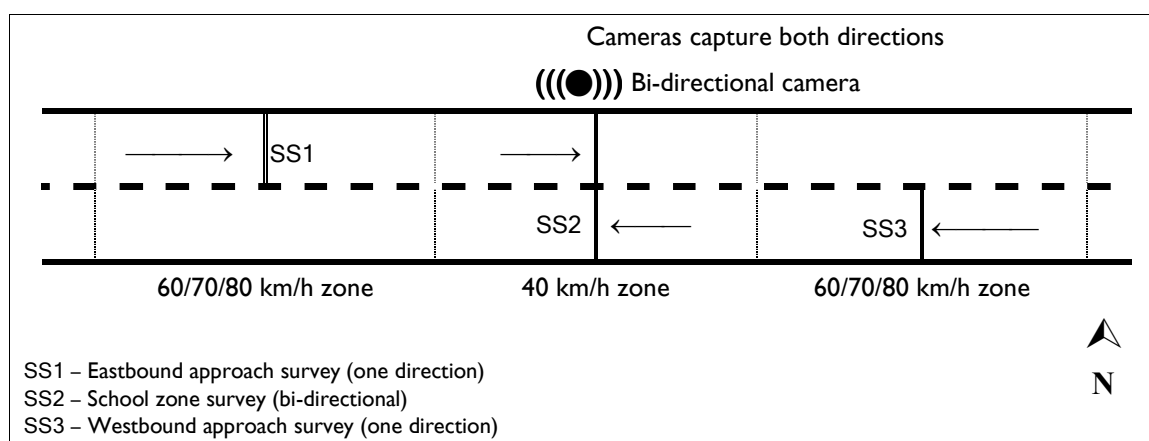 Cameras capture both directions
(((●))) Bi-directional camera
SS1
SS2
SS3
60/70/80 km/h zone
40 km/h zone
60/70/80 km/h zone
N
SS1 – Eastbound approach survey (one direction)
SS2 – School zone survey (bi-directional)
SS3 – Westbound approach survey (one direction)